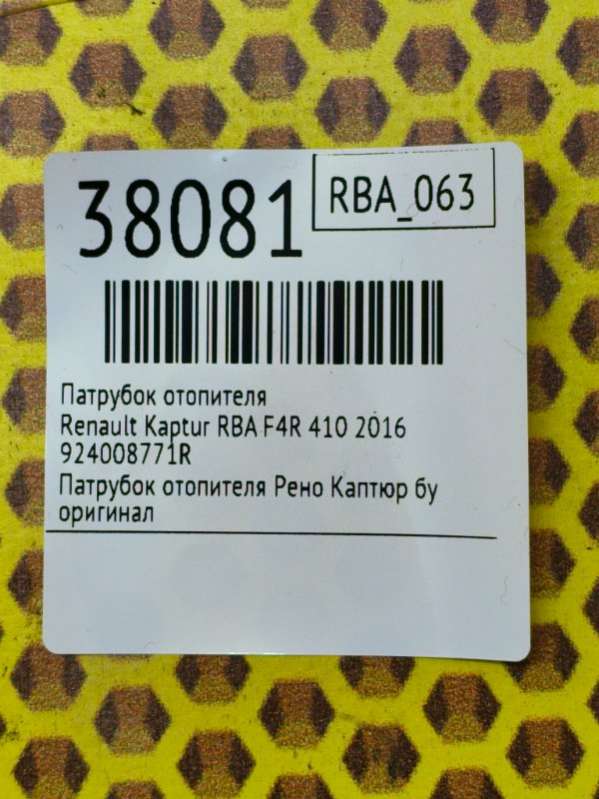 38081
RBA_063
Патрубок отопителя
Renault Kaptur RBA F4R 410 2016
924008771R
Патрубок отопителя Рено Каптюр бу
оригинал